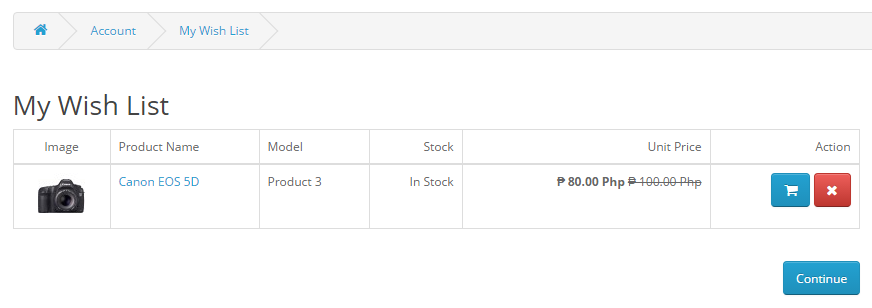 Account My Wish List
My Wish List
Image Product Name Model Stock Unit Price Action
Canon EOS 5D Product 3 In Stock ₱ 80.00 Php ₱ 100.00 Php
Continue